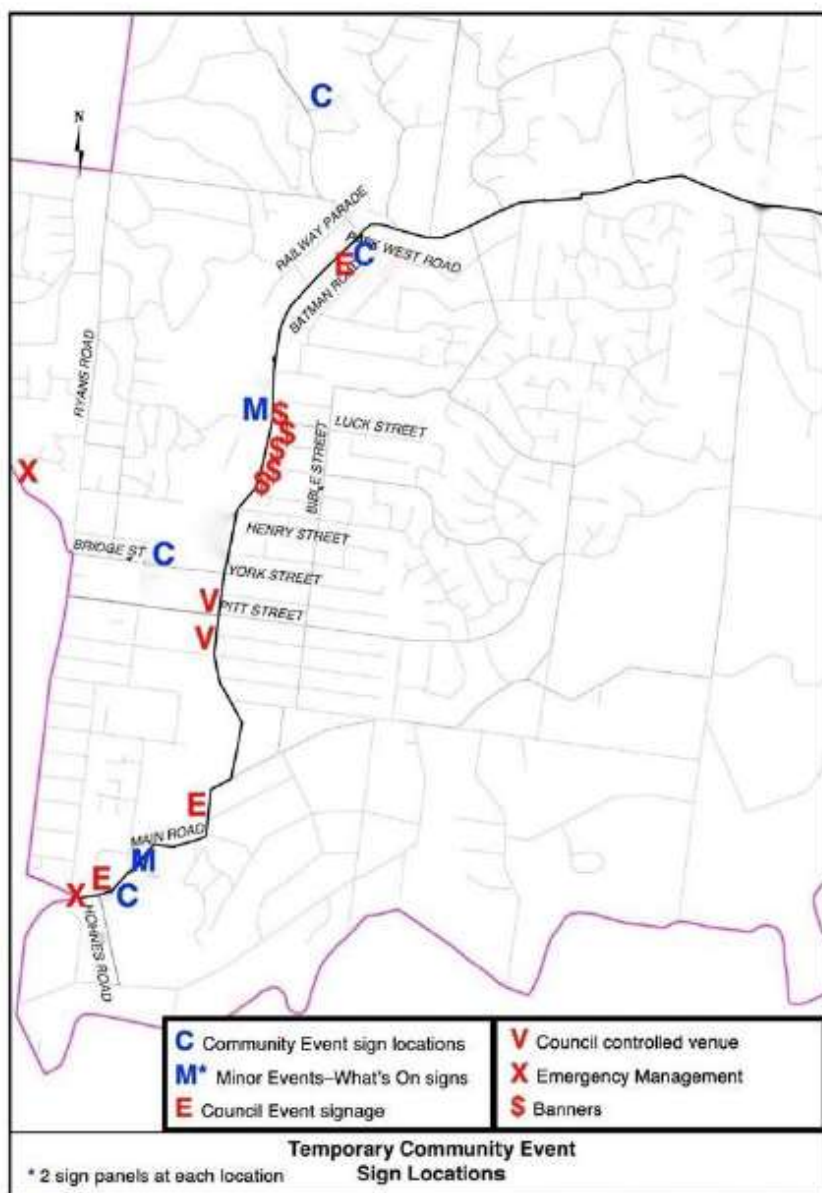 C
N
RAILWAY PARADE
PARK WEST ROAD
C
E
BATMAN ROAD
RYANS ROAD
M
S
S
S
S
S
LUCK STREET
BIBLE STREET
X
HENRY STREET
BRIDGE ST
C
YORK STREET
V
PITT STREET
V
E
MAIN ROAD
M
E
X
C
HOHNES ROAD
C Community Event sign locations
M* Minor Events–What's On signs
E Council Event signage
V Council controlled venue
X Emergency Management
$ Banners
Temporary Community Event
* 2 sign panels at each location
Sign Locations